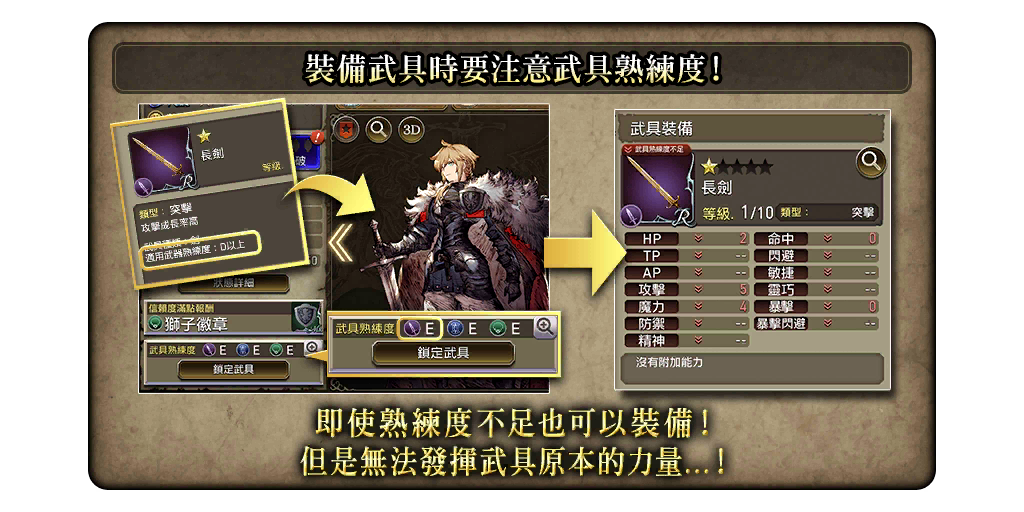 裝備武具時要注意武具熟練度！
長劍
等級.
類型： 突擊
攻擊成長率高
武具種類：劍
適用武器熟練度：D以上
破
3D
狀態詳細
信賴度滿點報酬
獅子徽章
武具熟練度 E E E
鎖定武具
武具熟練度 E E E
鎖定武具
武具裝備
武具熟練度不足
R
長劍
等級. 1/10 類型： 突擊
HP 2 命中 0
TP -- 閃避 --
AP -- 敏捷 --
攻擊 5 靈巧 --
魔力 4 暴擊 0
防禦 -- 暴擊閃避 --
精神 --
沒有附加能力
即使熟練度不足也可以裝備！
但是無法發揮武具原本的力量...！